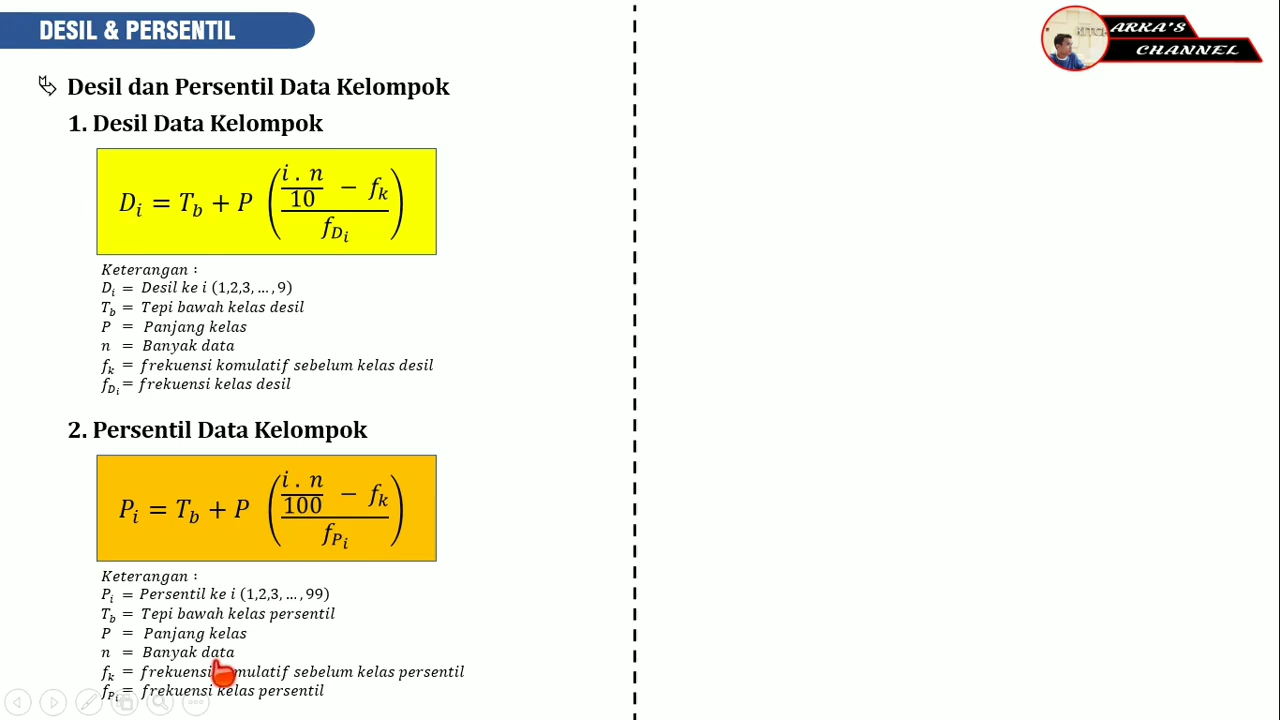 DESIL & PERSENTIL
ARKA'S
CHANNEL
Desil dan Persentil Data Kelompok
1. Desil Data Kelompok
D_i = T_b + P ( (i . n / 10 − f_k) / f_{D_i} )
Keterangan :
D_i = Desil ke i (1,2,3, … , 9)
T_b = Tepi bawah kelas desil
P = Panjang kelas
n = Banyak data
f_k = frekuensi komulatif sebelum kelas desil
f_{D_i} = frekuensi kelas desil
2. Persentil Data Kelompok
P_i = T_b + P ( (i . n / 100 − f_k) / f_{P_i} )
Keterangan :
P_i = Persentil ke i (1,2,3, … , 99)
T_b = Tepi bawah kelas persentil
P = Panjang kelas
n = Banyak data
f_k = frekuensi komulatif sebelum kelas persentil
f_{P_i} = frekuensi kelas persentil